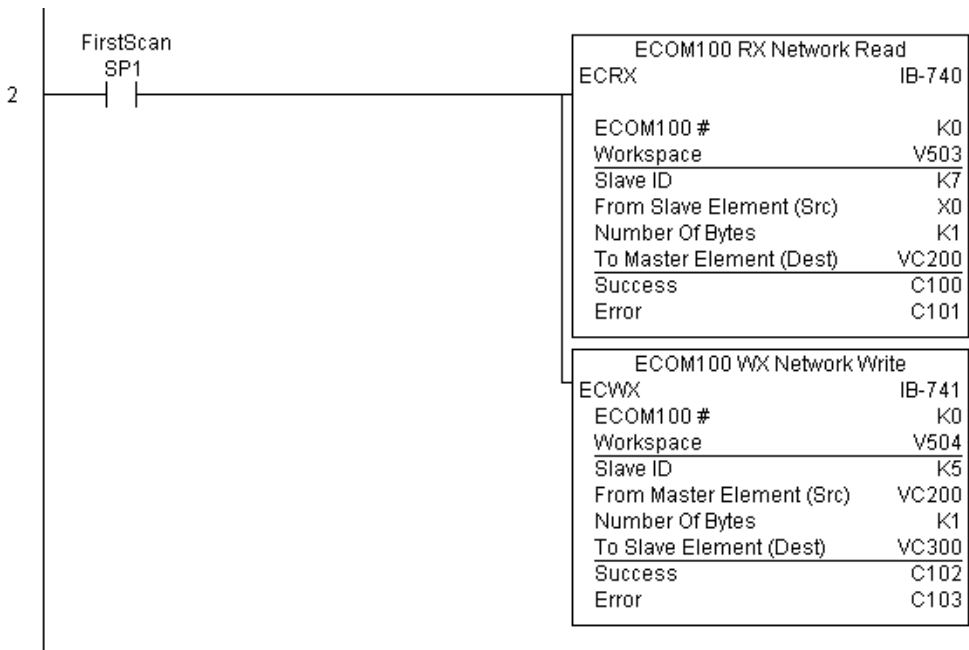 FirstScan
SP1
2
ECOM100 RX Network Read
ECRX IB-740
ECOM100 # K0
Workspace V503
Slave ID K7
From Slave Element (Src) X0
Number Of Bytes K1
To Master Element (Dest) VC200
Success C100
Error C101
ECOM100 WX Network Write
ECWX IB-741
ECOM100 # K0
Workspace V504
Slave ID K5
From Master Element (Src) VC200
Number Of Bytes K1
To Slave Element (Dest) VC300
Success C102
Error C103